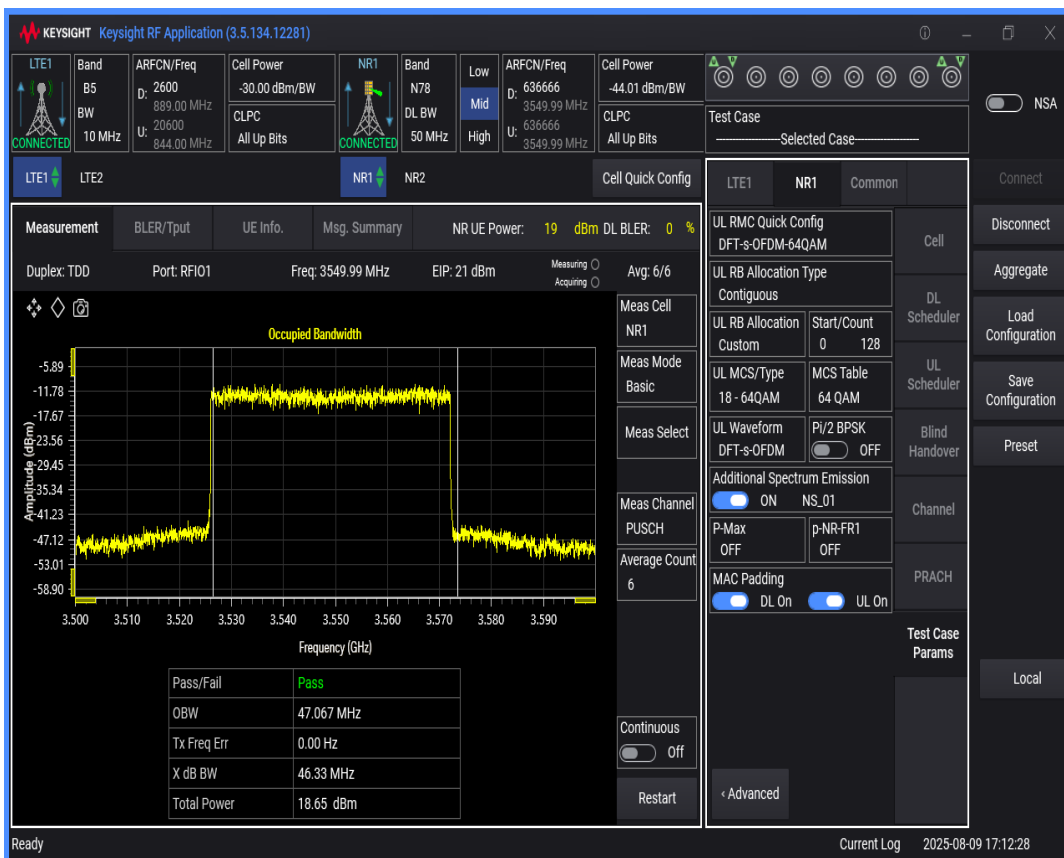 KEYSIGHT Keysight RF Application (3.5.134.12281)
LTE1
CONNECTED
Band
B5
BW
10 MHz
ARFCN/Freq
D: 2600
889.00 MHz
U: 20600
844.00 MHz
Cell Power
-30.00 dBm/BW
CLPC
All Up Bits
NR1
CONNECTED
Band
N78
DL BW
50 MHz
Low
Mid
High
ARFCN/Freq
D: 636666
3549.99 MHz
U: 636666
3549.99 MHz
Cell Power
-44.01 dBm/BW
CLPC
All Up Bits
Test Case
----------------Selected Case----------------
NSA
LTE1 LTE2 NR1 NR2 Cell Quick Config
Measurement BLER/Tput UE Info. Msg. Summary NR UE Power: 19 dBm DL BLER: 0 %
Duplex: TDD Port: RFIO1 Freq: 3549.99 MHz EIP: 21 dBm Measuring Acquiring Avg: 6/6
Occupied Bandwidth
Amplitude (dBm)
-5.89
-11.78
-17.67
-23.56
-29.45
-35.34
-41.23
-47.12
-53.01
-58.90
3.500 3.510 3.520 3.530 3.540 3.550 3.560 3.570 3.580 3.590
Frequency (GHz)
Pass/Fail Pass
OBW 47.067 MHz
Tx Freq Err 0.00 Hz
X dB BW 46.33 MHz
Total Power 18.65 dBm
Meas Cell
NR1
Meas Mode
Basic
Meas Select
Meas Channel
PUSCH
Average Count
6
Continuous
Off
Restart
LTE1 NR1 Common
UL RMC Quick Config
DFT-s-OFDM-64QAM
UL RB Allocation Type
Contiguous
UL RB Allocation
Custom
Start/Count
0 128
UL MCS/Type
18 - 64QAM
MCS Table
64 QAM
UL Waveform
DFT-s-OFDM
Pi/2 BPSK
OFF
Additional Spectrum Emission
ON NS_01
P-Max
OFF
p-NR-FR1
OFF
MAC Padding
DL On UL On
‹ Advanced
Cell
DL
Scheduler
UL
Scheduler
Blind
Handover
Channel
PRACH
Test Case
Params
Connect
Disconnect
Aggregate
Load
Configuration
Save
Configuration
Preset
Local
Ready Current Log 2025-08-09 17:12:28